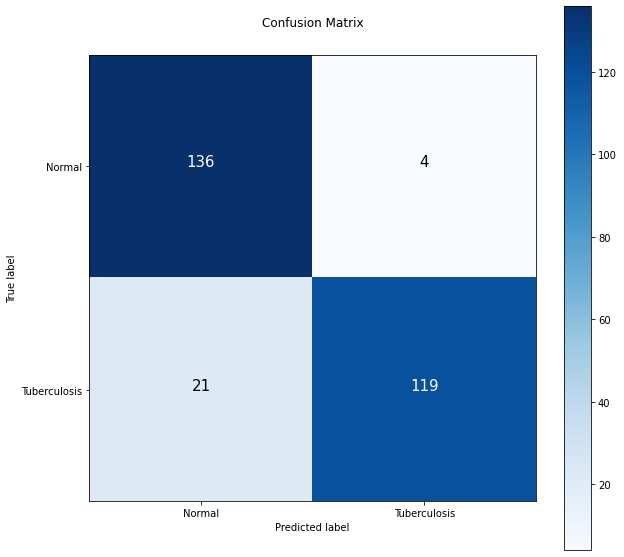 Confusion Matrix
True label
Normal
136
4
Tuberculosis
21
119
Normal
Tuberculosis
Predicted label
120
100
80
60
40
20